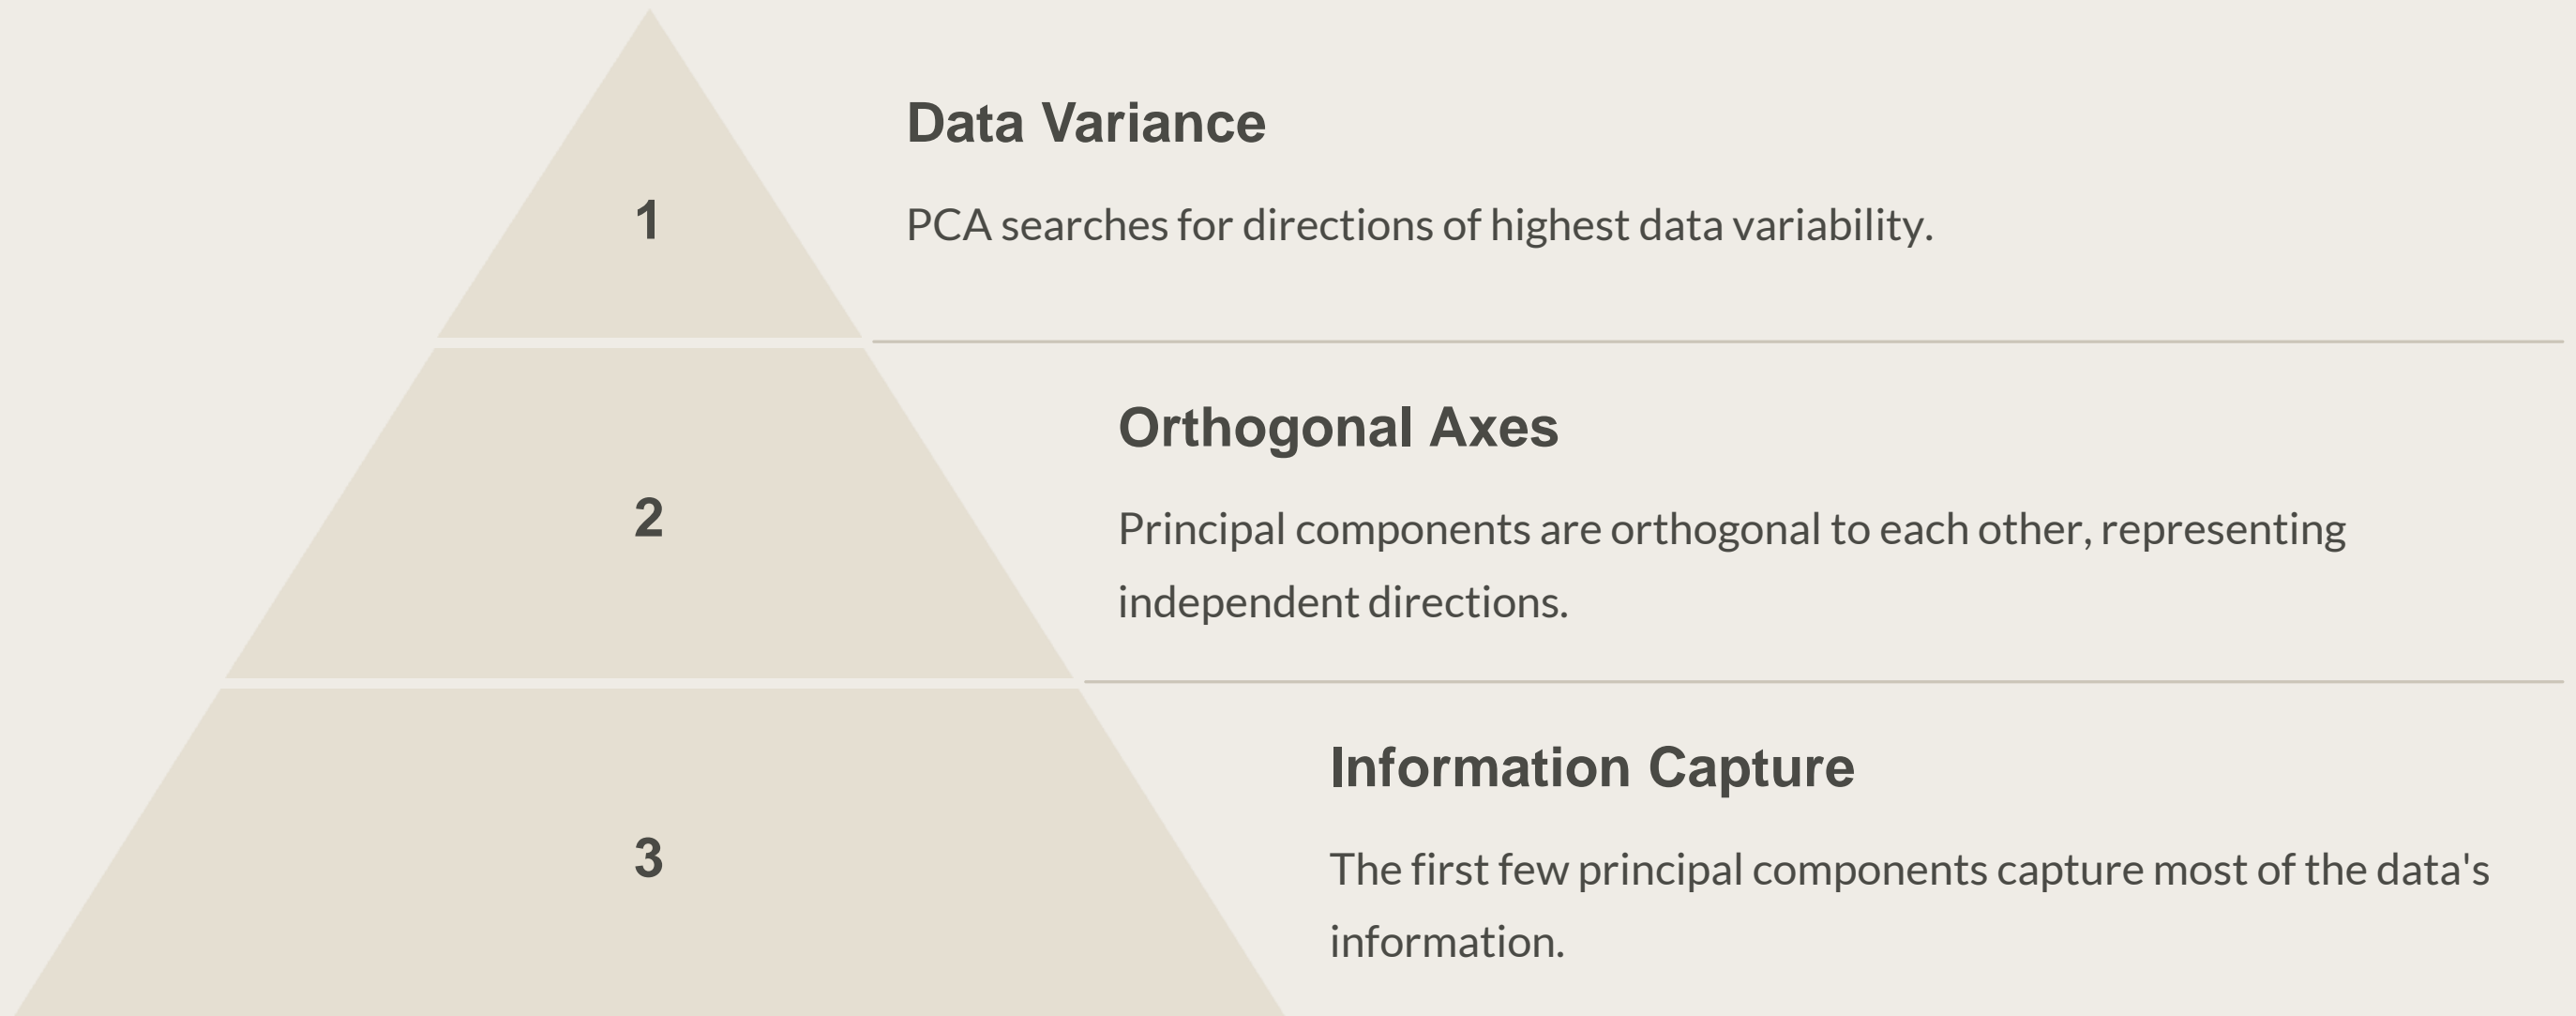 1
Data Variance
PCA searches for directions of highest data variability.
2
Orthogonal Axes
Principal components are orthogonal to each other, representing
independent directions.
3
Information Capture
The first few principal components capture most of the data's
information.